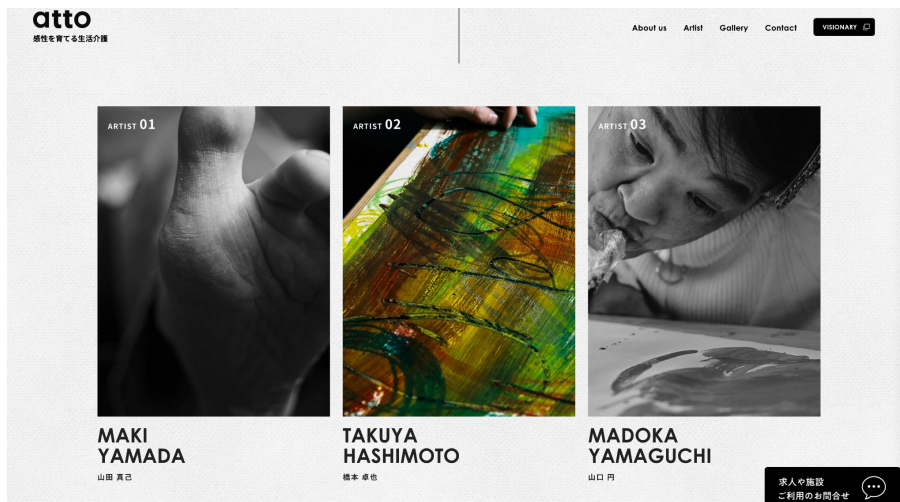 atto
感性を育てる生活介護
About us Artist Gallery Contact VISIONARY
ARTIST 01
ARTIST 02
ARTIST 03
MAKI
YAMADA
山田 真己
TAKUYA
HASHIMOTO
橋本 卓也
MADOKA
YAMAGUCHI
山口 円
求人や施設
ご利用のお問合せ